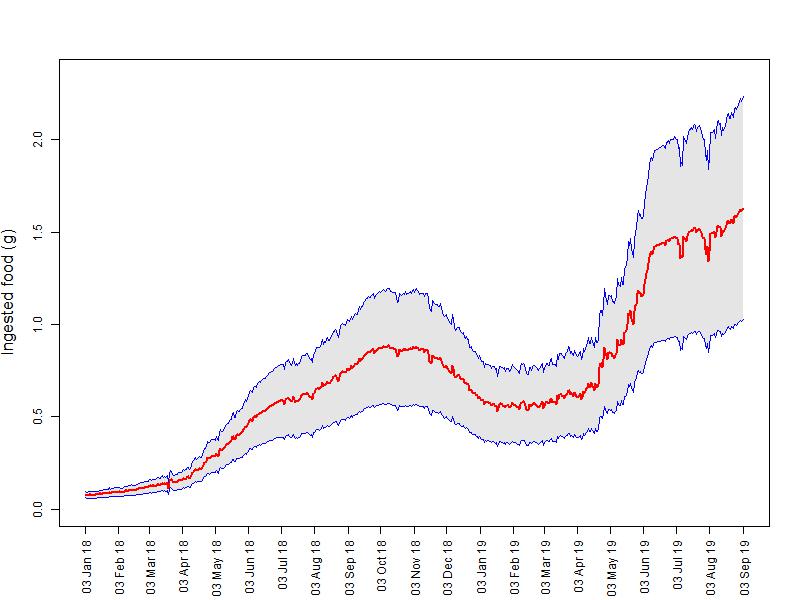 Ingested food (g)
2.0
1.5
1.0
0.5
0.0
03 Jan 18
03 Feb 18
03 Mar 18
03 Apr 18
03 May 18
03 Jun 18
03 Jul 18
03 Aug 18
03 Sep 18
03 Oct 18
03 Nov 18
03 Dec 18
03 Jan 19
03 Feb 19
03 Mar 19
03 Apr 19
03 May 19
03 Jun 19
03 Jul 19
03 Aug 19
03 Sep 19